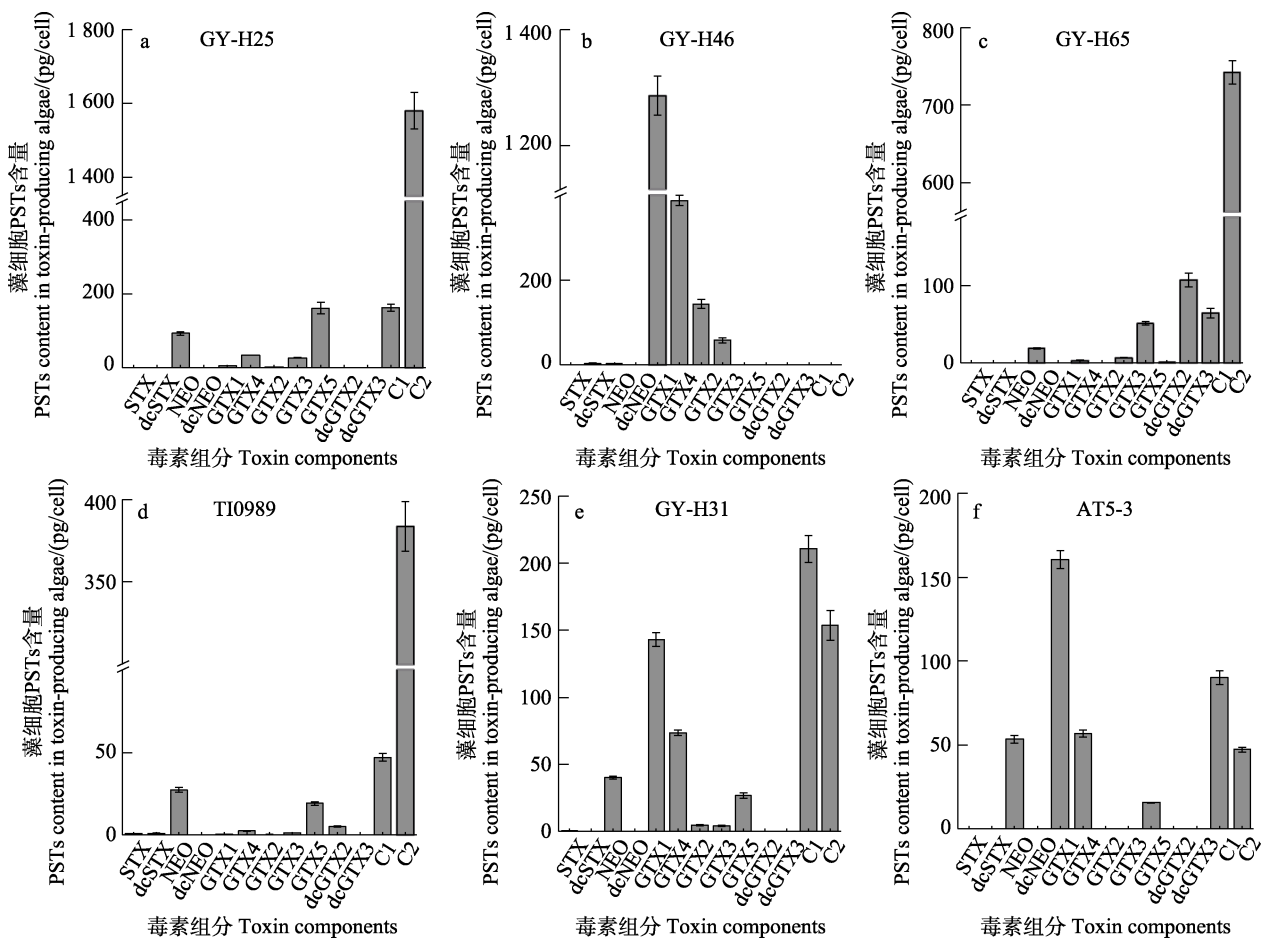 a GY-H25
PSTs content in toxin-producing algae/(pg/cell)
藻细胞PSTs含量
1 800
1 600
1 400
400
200
0
STX
dcSTX
NEO
dcNEO
GTX1
GTX4
GTX2
GTX3
GTX5
dcGTX2
dcGTX3
C1
C2
毒素组分 Toxin components
b GY-H46
PSTs content in toxin-producing algae/(pg/cell)
藻细胞PSTs含量
1 400
1 200
200
0
STX
dcSTX
NEO
dcNEO
GTX1
GTX4
GTX2
GTX3
GTX5
dcGTX2
dcGTX3
C1
C2
毒素组分 Toxin components
c GY-H65
PSTs content in toxin-producing algae/(pg/cell)
藻细胞PSTs含量
800
700
600
100
0
STX
dcSTX
NEO
dcNEO
GTX1
GTX4
GTX2
GTX3
GTX5
dcGTX2
dcGTX3
C1
C2
毒素组分 Toxin components
d TI0989
PSTs content in toxin-producing algae/(pg/cell)
藻细胞PSTs含量
400
350
50
0
STX
dcSTX
NEO
dcNEO
GTX1
GTX4
GTX2
GTX3
GTX5
dcGTX2
dcGTX3
C1
C2
毒素组分 Toxin components
e GY-H31
PSTs content in toxin-producing algae/(pg/cell)
藻细胞PSTs含量
250
200
150
100
50
0
STX
dcSTX
NEO
dcNEO
GTX1
GTX4
GTX2
GTX3
GTX5
dcGTX2
dcGTX3
C1
C2
毒素组分 Toxin components
f AT5-3
PSTs content in toxin-producing algae/(pg/cell)
藻细胞PSTs含量
200
150
100
50
0
STX
dcSTX
NEO
dcNEO
GTX1
GTX4
GTX2
GTX3
GTX5
dcGTX2
dcGTX3
C1
C2
毒素组分 Toxin components